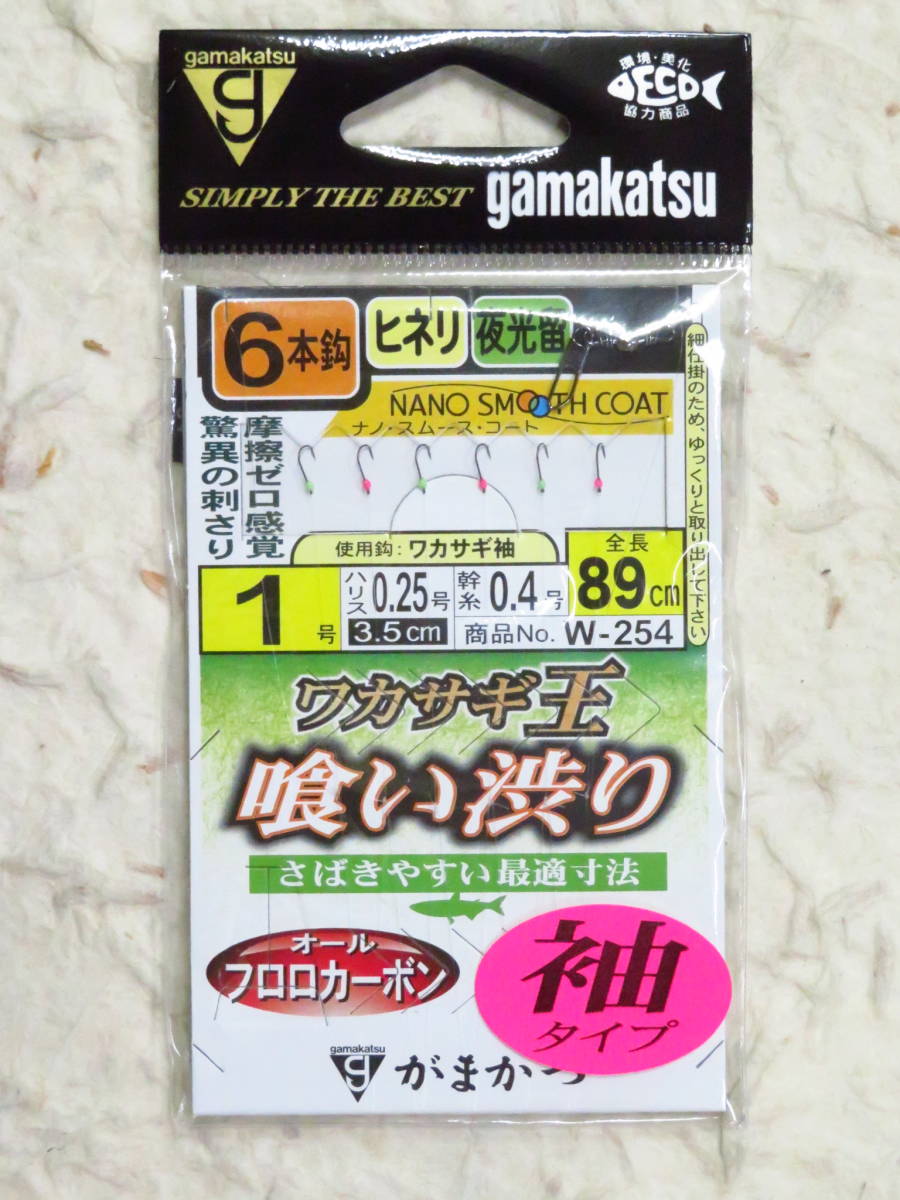 gamakatsu
環境・美化
ECO
協力商品
SIMPLY THE BEST
gamakatsu
6本鈎
ヒネリ
夜光留
細仕掛のため、ゆっくりと取り出して下さい
NANO SMOOTH COAT
ナノ・スムース・コート
摩擦ゼロ感覚
驚異の刺さり
使用鈎：ワカサギ袖
全長
89cm
1号
ハリス0.25号
3.5cm
幹糸0.4号
商品No. W-254
ワカサギ王
喰い渋り
さばきやすい最適寸法
オール
フロロカーボン
袖
タイプ
gamakatsu
がまかつ